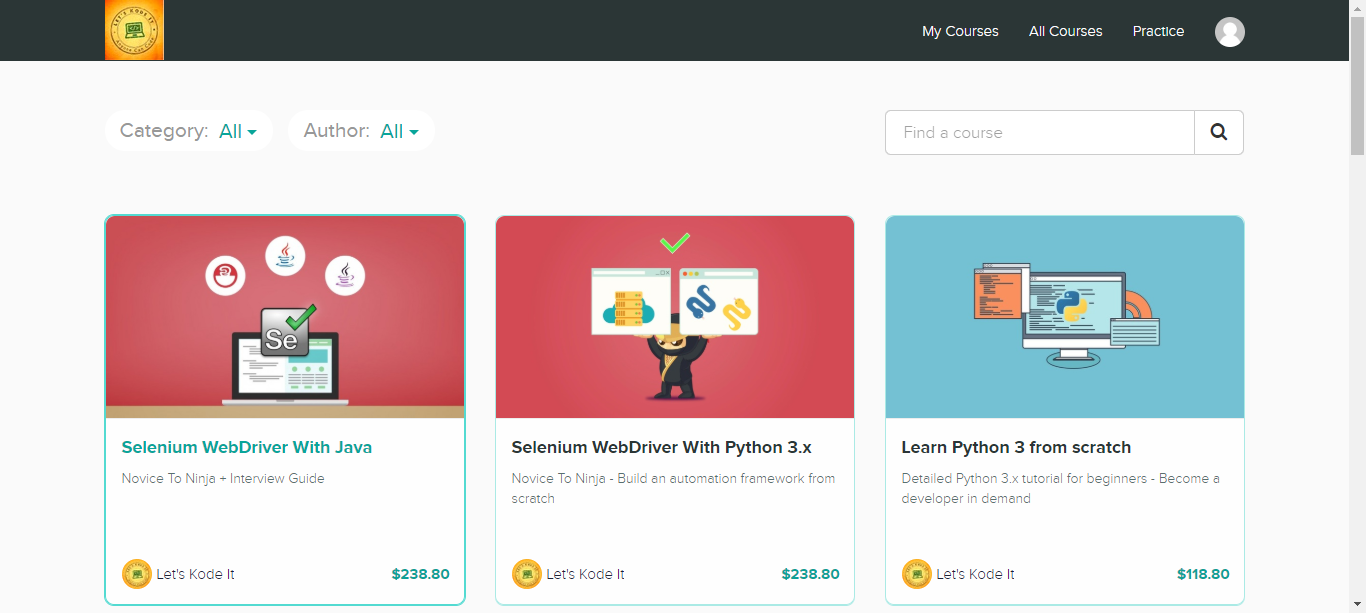 LET'S KODE IT
My Courses All Courses Practice
Category: All Author: All
Find a course
Se
Selenium WebDriver With Java
Novice To Ninja + Interview Guide
Let's Kode It $238.80
Selenium WebDriver With Python 3.x
Novice To Ninja - Build an automation framework from
scratch
Let's Kode It $238.80
Learn Python 3 from scratch
Detailed Python 3.x tutorial for beginners - Become a
developer in demand
Let's Kode It $118.80